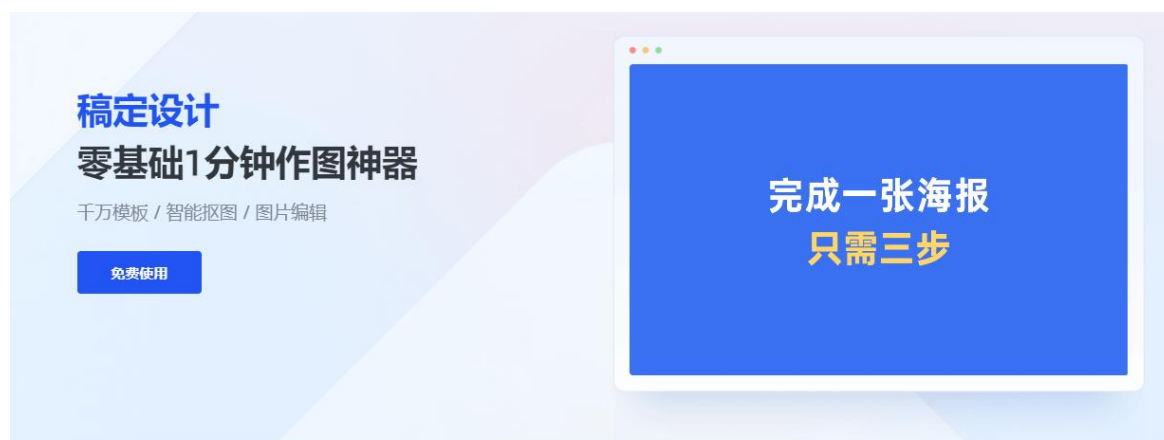 稿定设计
零基础1分钟作图神器
千万模板 / 智能抠图 / 图片编辑
免费使用
完成一张海报
只需三步